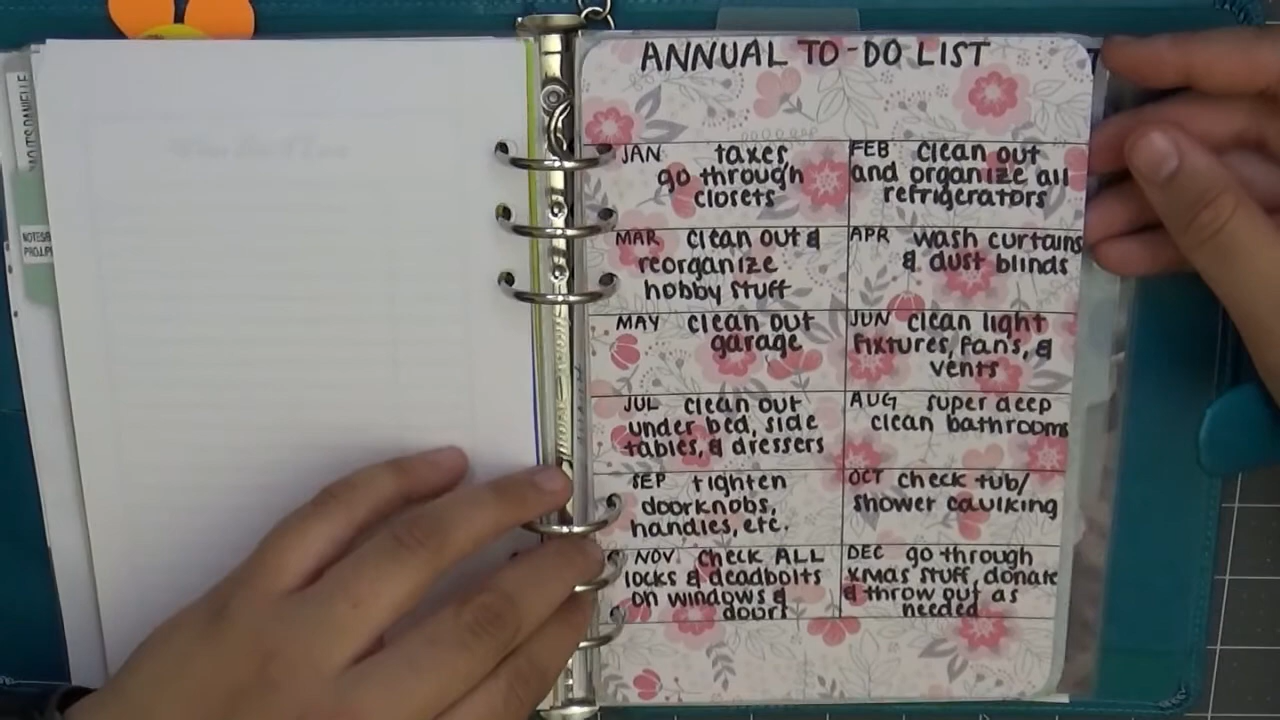 ANNUAL TO-DO LIST
JAN taxes
go through
closets
FEB clean out
and organize all
refrigerators
MAR clean out &
reorganize
hobby stuff
APR wash curtains
& dust blinds
MAY clean out
garage
JUN clean light
fixtures, fans, &
vents
JUL clean out
under bed, side
tables, & dressers
AUG super deep
clean bathrooms
SEP tighten
doorknobs,
handles, etc.
OCT check tub/
shower caulking
NOV check ALL
locks & deadbolts
on windows &
doors
DEC go through
xmas stuff, donate
& throw out as
needed